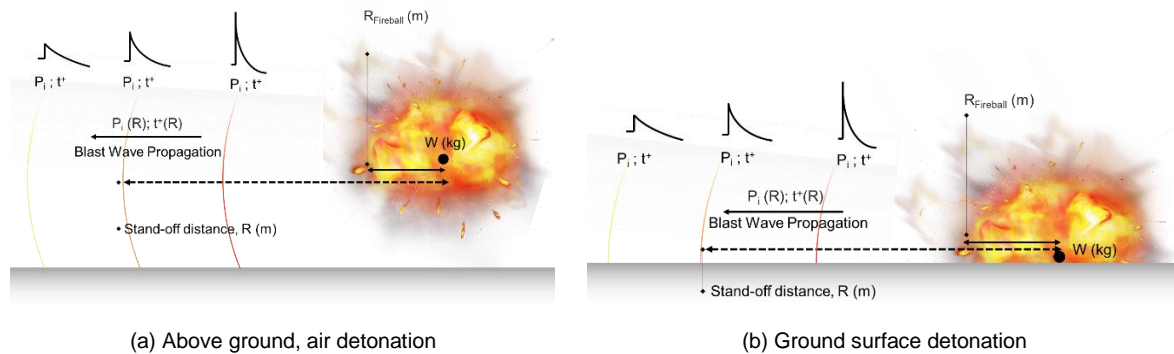 R_Fireball (m)
P_i ; t⁺
P_i ; t⁺
P_i ; t⁺
P_i (R); t⁺(R)
Blast Wave Propagation
W (kg)
Stand-off distance, R (m)
(a) Above ground, air detonation
R_Fireball (m)
P_i ; t⁺
P_i ; t⁺
P_i ; t⁺
P_i (R); t⁺(R)
Blast Wave Propagation
W (kg)
Stand-off distance, R (m)
(b) Ground surface detonation